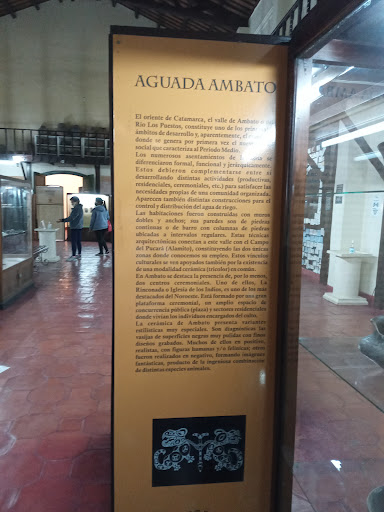 AGUADA AMBATO
El oriente de Catamarca, el valle de Ambato
Río Los Puestos, constituye uno de los
ámbitos de desarrollo y, aparentemente, el
donde se genera por primera vez el
social que caracteriza al Período Medio.
Los numerosos asentamientos de
diferenciaron formal, funcional y jerárquicamente.
Estas debieron complementarse entre sí
desarrollando distintas actividades (productivas,
residenciales, ceremoniales, etc.) para satisfacer las
necesidades propias de una comunidad organizada.
Aparecen también distintas construcciones para el
control y distribución del agua de riego.
Las habitaciones fueron construidas con muros
dobles y anchos; sus paredes son de piedras
continuas o de barro con columnas de piedras
ubicadas a intervalos regulares. Estas técnicas
arquitectónicas conectan a este valle con el Campo
del Pucará (Alamito), constituyendo las dos únicas
zonas donde conocemos su empleo. Estos vínculos
culturales se ven apoyados también por la existencia
de una modalidad cerámica (tricolor) en común.
En Ambato se destaca la presencia de, por lo menos,
dos centros ceremoniales. Uno de ellos, La
Rinconada o Iglesia de los Indios, es uno de los más
destacados del Noroeste. Está formado por una gran
plataforma ceremonial, un amplio espacio de
concurrencia pública (plaza) y sectores residenciales
donde vivían los individuos encargados del culto.
La cerámica de Ambato presenta variantes
estilísticas muy especiales. Son diagnósticas las
vasijas de superficies negras muy pulidas con finos
diseños grabados. Muchos de ellos en positivo,
realistas, con figuras humanas y/o felínicas; otros
fueron realizados en negativo, formando imágenes
fantásticas, producto de la ingeniosa combinación
de distintas especies animales.